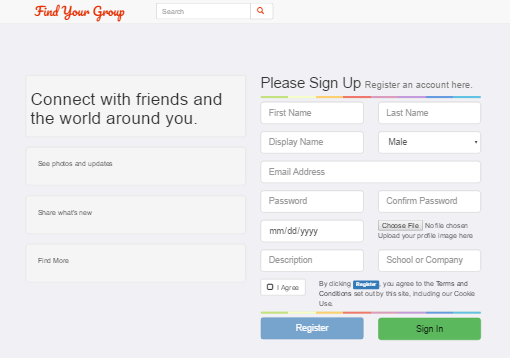 Find Your Group
Search
Connect with friends and
the world around you.
See photos and updates
Share what's new
Find More
Please Sign Up Register an account here.
First Name
Last Name
Display Name
Male
Email Address
Password
Confirm Password
mm/dd/yyyy
Choose File No file chosen
Upload your profile image here
Description
School or Company
I Agree
By clicking Register, you agree to the Terms and
Conditions set out by this site, including our Cookie
Use.
Register
Sign In